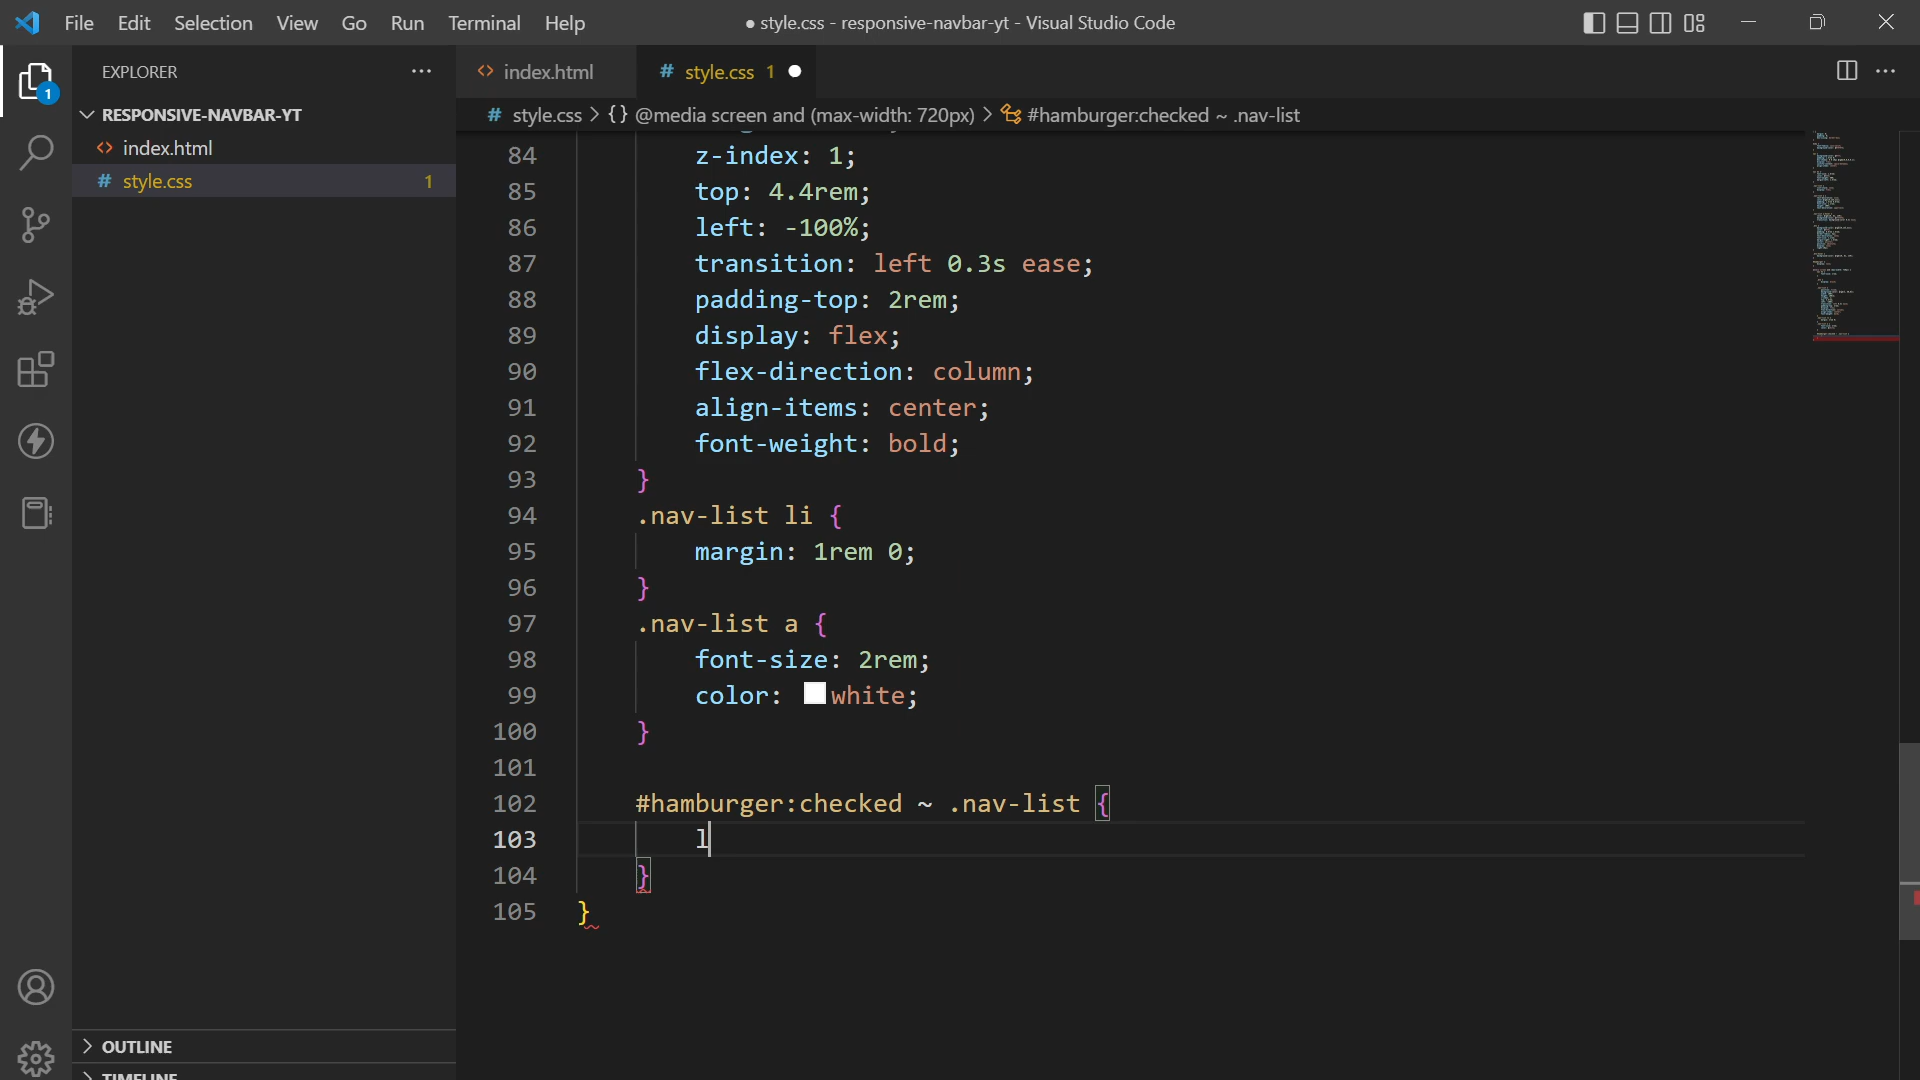 File Edit Selection View Go Run Terminal Help
● style.css - responsive-navbar-yt - Visual Studio Code
EXPLORER
index.html
# style.css 1
1
RESPONSIVE-NAVBAR-YT
# style.css > {} @media screen and (max-width: 720px) > #hamburger:checked ~ .nav-list
index.html
# style.css 1
84 z-index: 1;
85 top: 4.4rem;
86 left: -100%;
87 transition: left 0.3s ease;
88 padding-top: 2rem;
89 display: flex;
90 flex-direction: column;
91 align-items: center;
92 font-weight: bold;
93 }
94 .nav-list li {
95 margin: 1rem 0;
96 }
97 .nav-list a {
98 font-size: 2rem;
99 color: white;
100 }
101
102 #hamburger:checked ~ .nav-list {
103 l
104 }
105 }
OUTLINE
TIMELINE